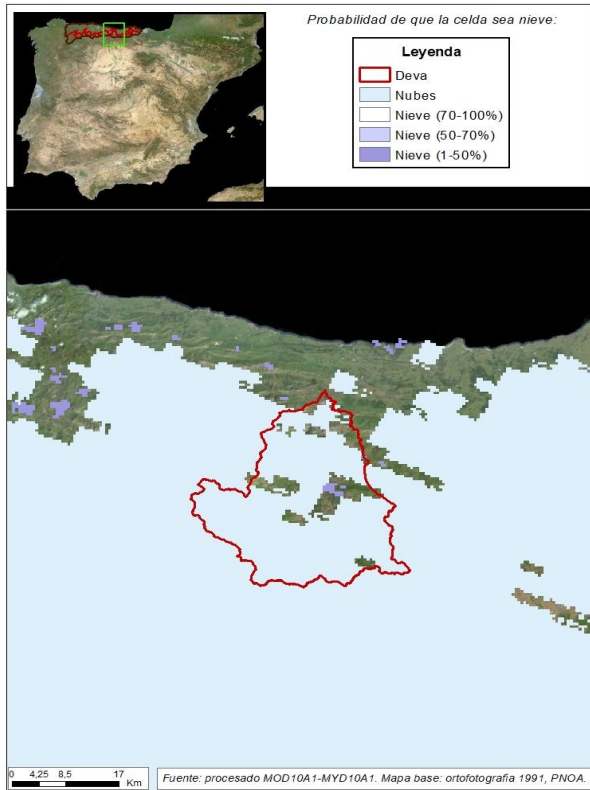 Probabilidad de que la celda sea nieve:
Leyenda
Deva
Nubes
Nieve (70-100%)
Nieve (50-70%)
Nieve (1-50%)
0 4,25 8,5 17
Km
Fuente: procesado MOD10A1-MYD10A1. Mapa base: ortofotografia 1991, PNOA.